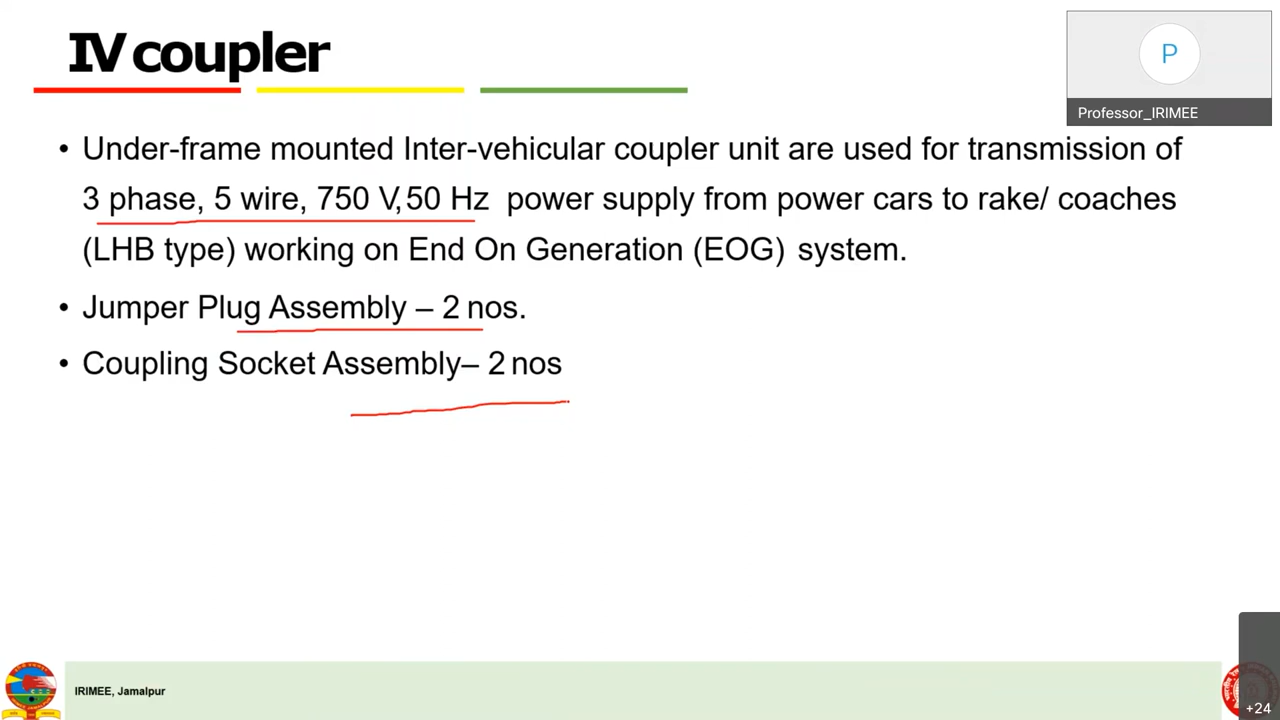 IV coupler
P
Professor_IRIMEE
• Under-frame mounted Inter-vehicular coupler unit are used for transmission of
3 phase, 5 wire, 750 V,50 Hz power supply from power cars to rake/ coaches
(LHB type) working on End On Generation (EOG) system.
• Jumper Plug Assembly – 2 nos.
• Coupling Socket Assembly– 2 nos
IRIMEE, Jamalpur
+24